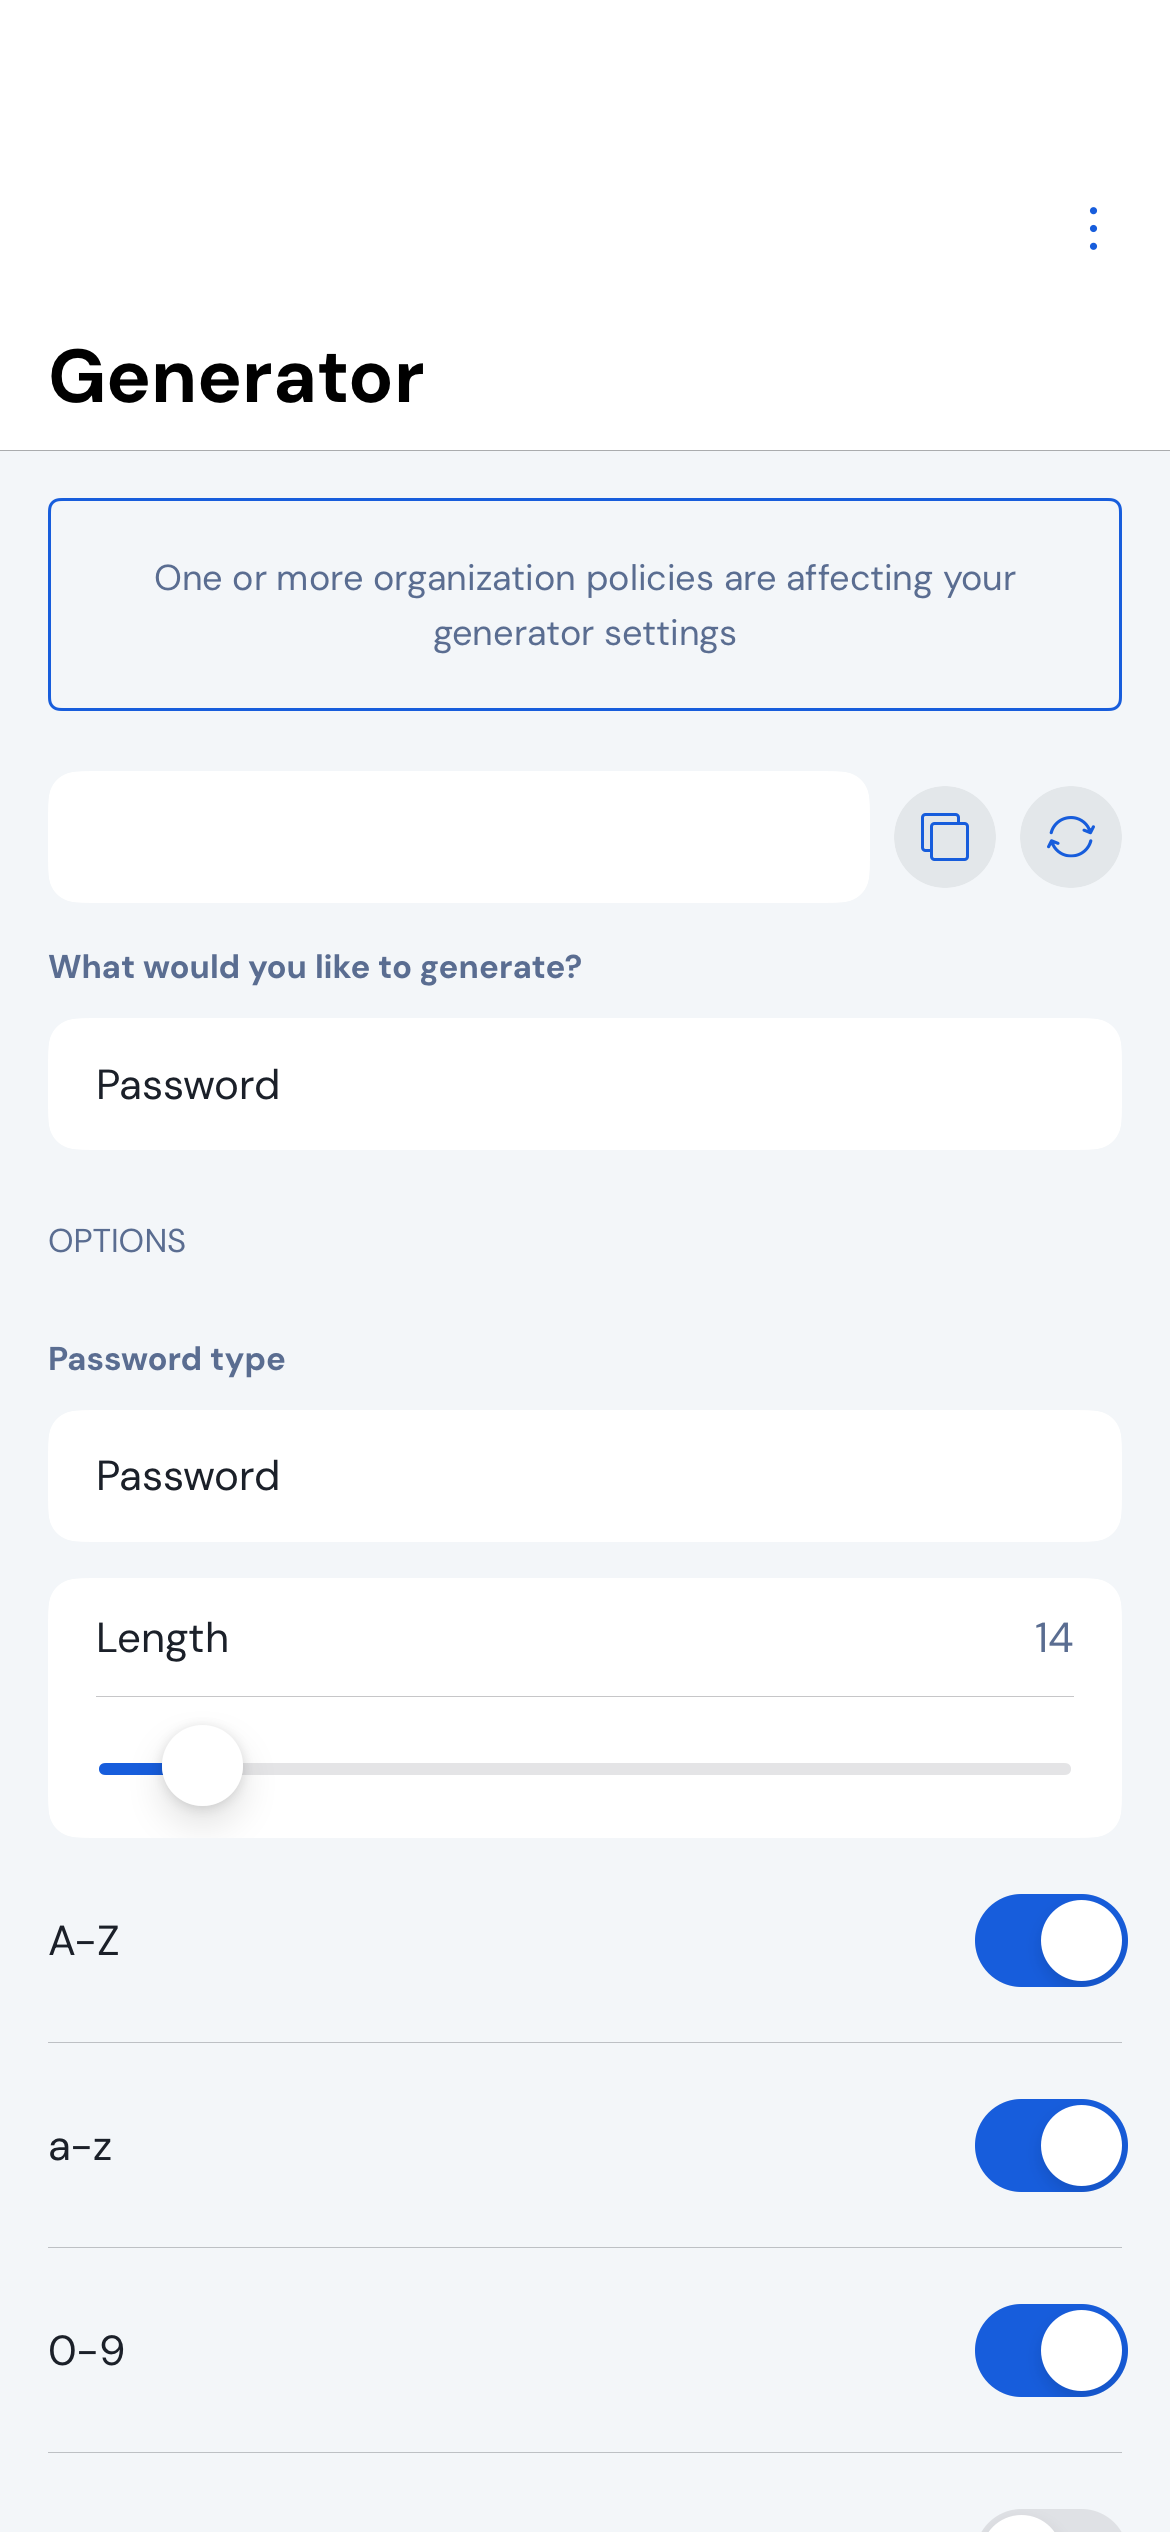 Generator
One or more organization policies are affecting your
generator settings
What would you like to generate?
Password
OPTIONS
Password type
Password
Length 14
A-Z
a-z
0-9